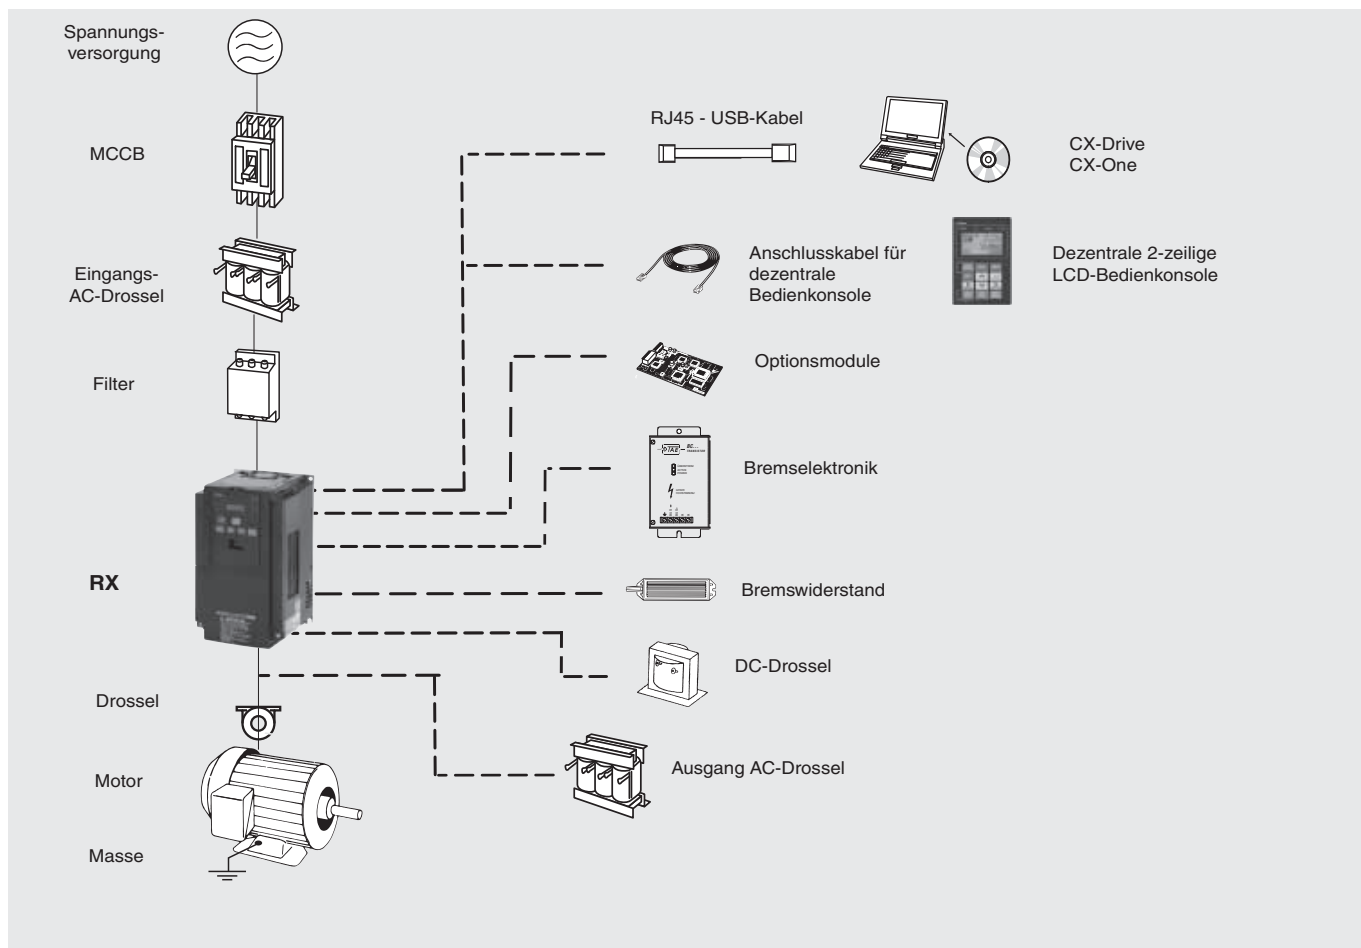 Spannungs-
versorgung
MCCB
Eingangs-
AC-Drossel
Filter
RX
Drossel
Motor
Masse
RJ45 - USB-Kabel
CX-Drive
CX-One
Anschlusskabel für
dezentrale
Bedienkonsole
Dezentrale 2-zeilige
LCD-Bedienkonsole
Optionsmodule
Bremselektronik
Bremswiderstand
DC-Drossel
Ausgang AC-Drossel